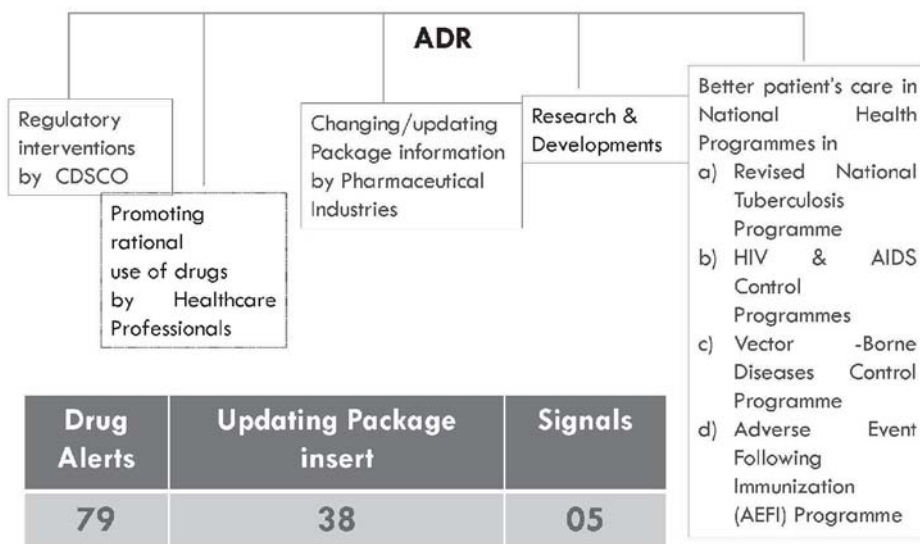 ADR
Regulatory
interventions
by CDSCO
Promoting
rational
use of drugs
by Healthcare
Professionals
Changing/updating
Package information
by Pharmaceutical
Industries
Research &
Developments
Better patient's care in
National Health
Programmes in
a) Revised National
Tuberculosis
Programme
b) HIV & AIDS
Control
Programmes
c) Vector -Borne
Diseases Control
Programme
d) Adverse Event
Following
Immunization
(AEFI) Programme
Drug
Alerts
Updating Package
insert
Signals
79
38
05